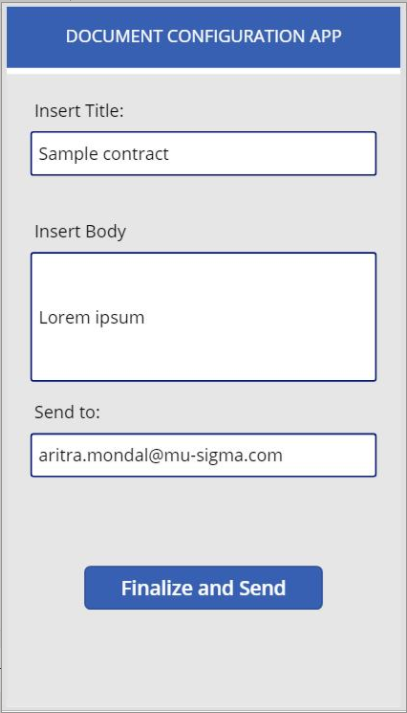 DOCUMENT CONFIGURATION APP
Insert Title:
Sample contract
Insert Body
Lorem ipsum
Send to:
aritra.mondal@mu-sigma.com
Finalize and Send